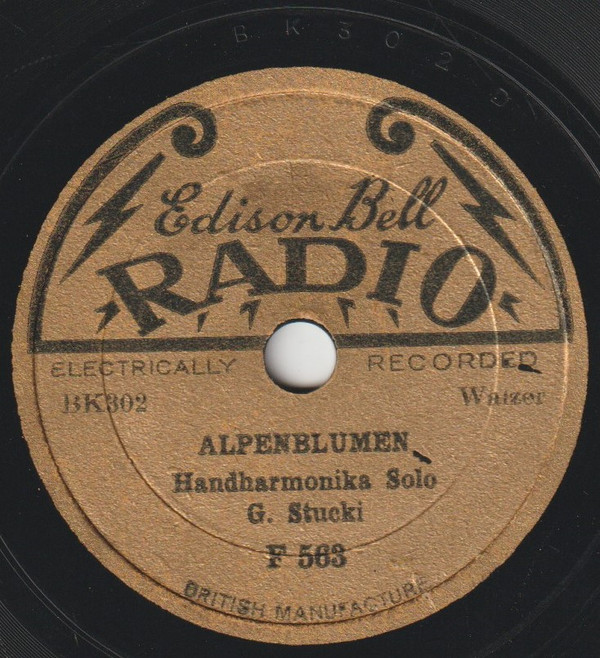 BK302
Edison Bell
RADIO
ELECTRICALLY RECORDED
BK302
Walzer
ALPENBLUMEN
Handharmonika Solo
G. Stucki
F 563
BRITISH MANUFACTURE